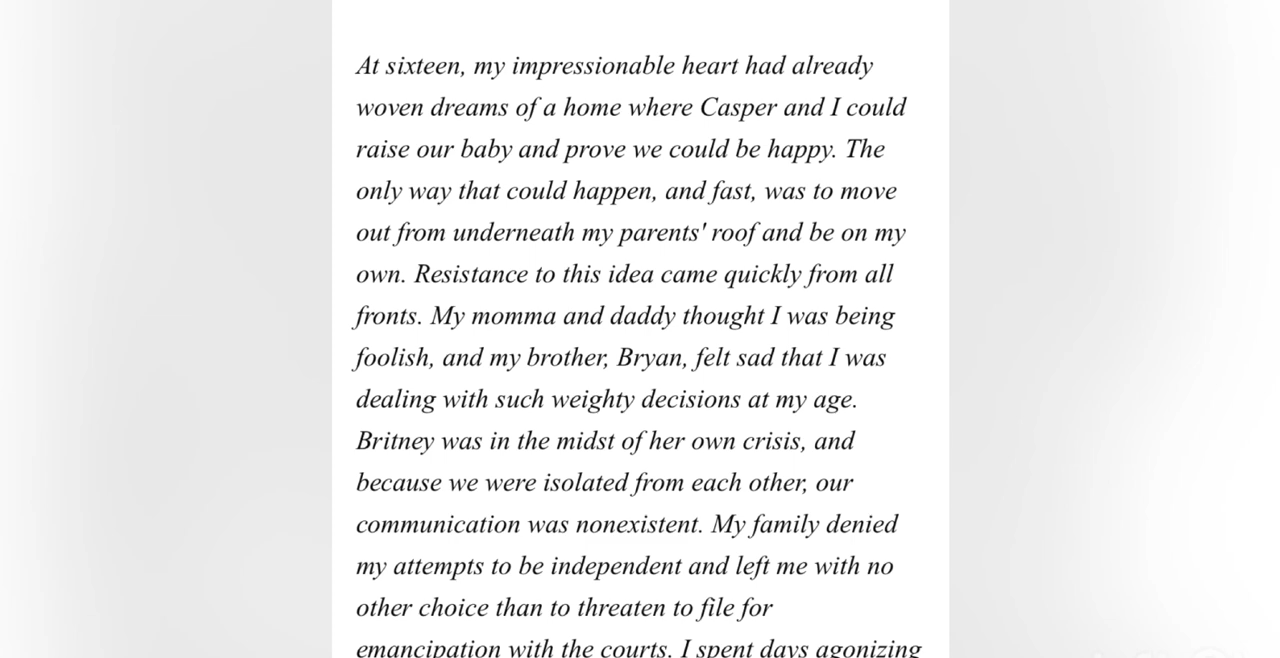 At sixteen, my impressionable heart had already
woven dreams of a home where Casper and I could
raise our baby and prove we could be happy. The
only way that could happen, and fast, was to move
out from underneath my parents' roof and be on my
own. Resistance to this idea came quickly from all
fronts. My momma and daddy thought I was being
foolish, and my brother, Bryan, felt sad that I was
dealing with such weighty decisions at my age.
Britney was in the midst of her own crisis, and
because we were isolated from each other, our
communication was nonexistent. My family denied
my attempts to be independent and left me with no
other choice than to threaten to file for
emancipation with the courts. I spent days agonizing